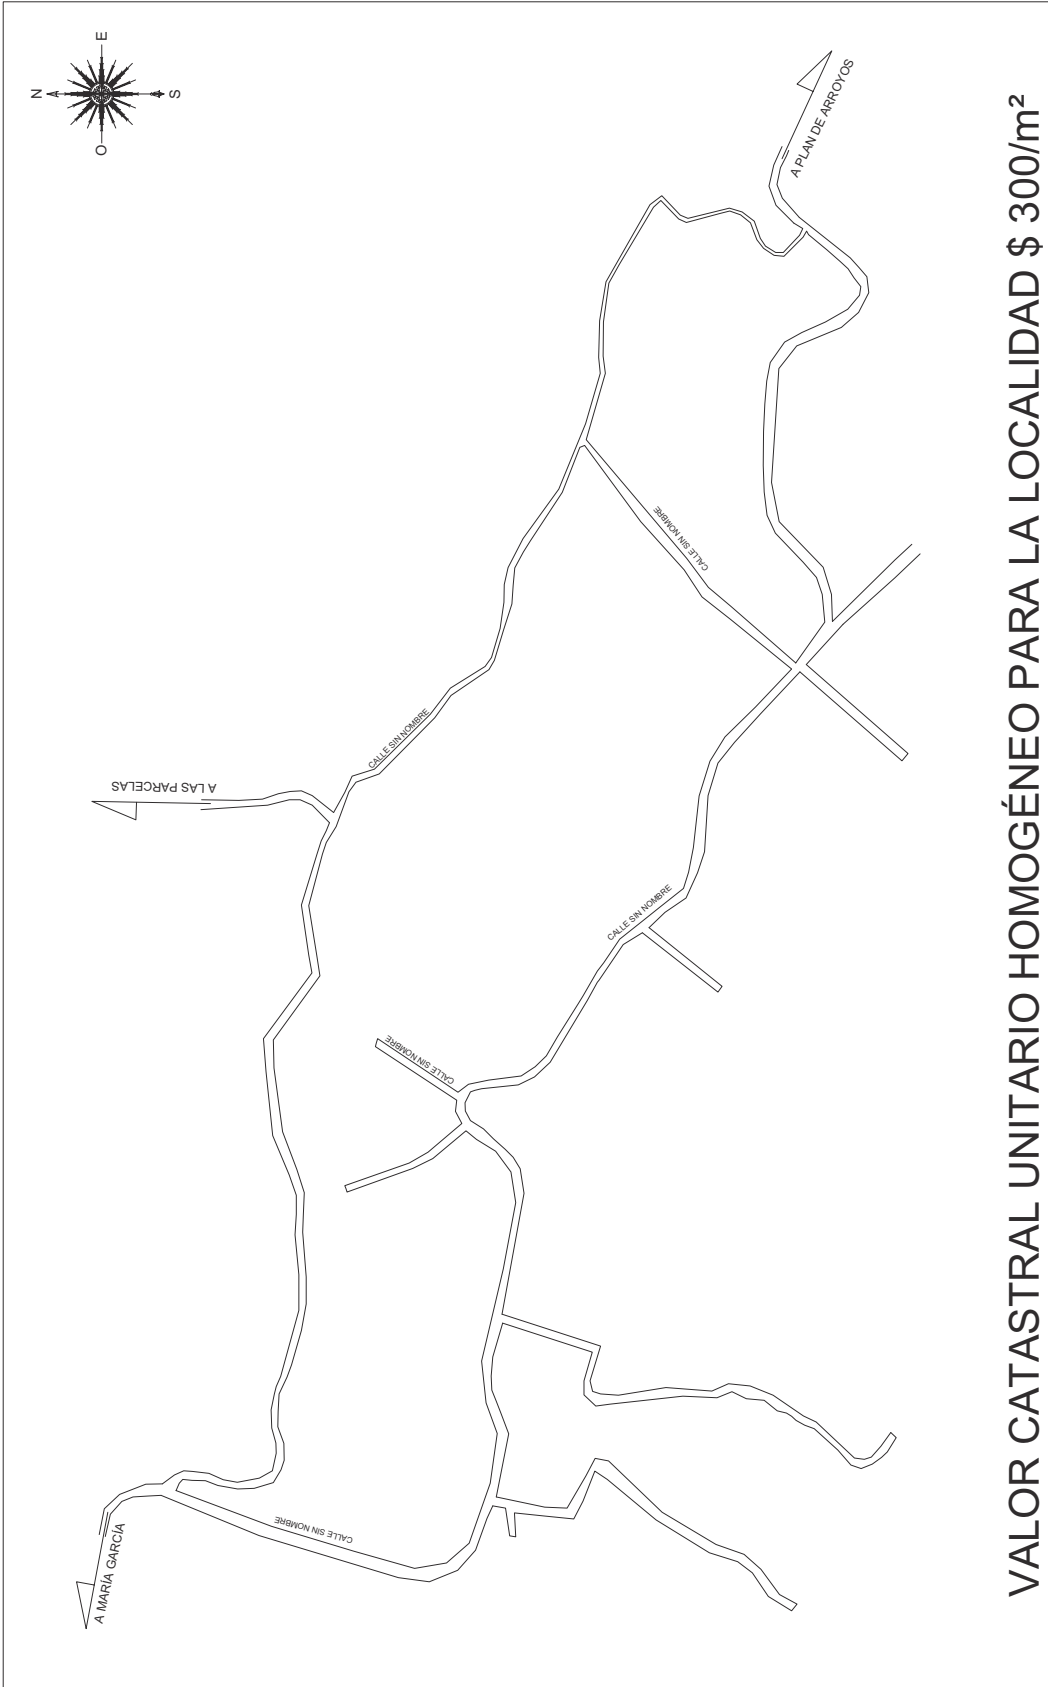 N
E
S
O
A PLAN DE ARROYOS
CALLE SIN NOMBRE
CALLE SIN NOMBRE
A LAS PARCELAS
CALLE SIN NOMBRE
CALLE SIN NOMBRE
CALLE SIN NOMBRE
A MARÍA GARCÍA
VALOR CATASTRAL UNITARIO HOMOGÉNEO PARA LA LOCALIDAD $ 300/m²